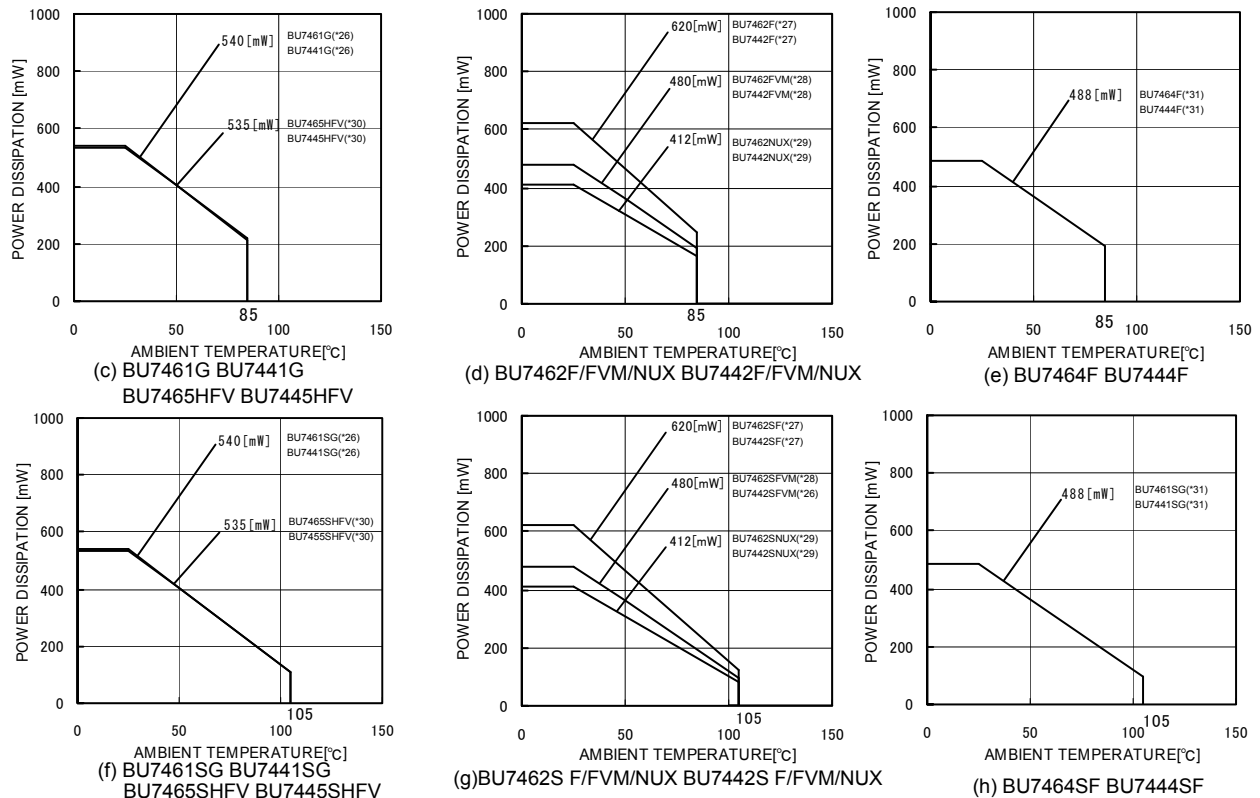 POWER DISSIPATION [mW]
1000
800
600
400
200
0
540[mW]
BU7461G(*26)
BU7441G(*26)
535[mW]
BU7465HFV(*30)
BU7445HFV(*30)
0
50
85
100
150
AMBIENT TEMPERATURE[℃]
(c) BU7461G BU7441G
BU7465HFV BU7445HFV
POWER DISSIPATION [mW]
1000
800
600
400
200
0
620[mW]
BU7462F(*27)
BU7442F(*27)
480[mW]
BU7462FVM(*28)
BU7442FVM(*28)
412[mW]
BU7462NUX(*29)
BU7442NUX(*29)
0
50
85
100
150
AMBIENT TEMPERATURE[℃]
(d) BU7462F/FVM/NUX BU7442F/FVM/NUX
POWER DISSIPATION [mW]
1000
800
600
400
200
0
488[mW]
BU7464F(*31)
BU7444F(*31)
0
50
85
100
150
AMBIENT TEMPERATURE[℃]
(e) BU7464F BU7444F
POWER DISSIPATION [mW]
1000
800
600
400
200
0
540[mW]
BU7461SG(*26)
BU7441SG(*26)
535[mW]
BU7465SHFV(*30)
BU7455SHFV(*30)
0
50
100
105
150
AMBIENT TEMPERATURE[℃]
(f) BU7461SG BU7441SG
BU7465SHFV BU7445SHFV
POWER DISSIPATION [mW]
1000
800
600
400
200
0
620[mW]
BU7462SF(*27)
BU7442SF(*27)
480[mW]
BU7462SFVM(*28)
BU7442SFVM(*26)
412[mW]
BU7462SNUX(*29)
BU7442SNUX(*29)
0
50
100
105
150
AMBIENT TEMPERATURE[℃]
(g)BU7462S F/FVM/NUX BU7442S F/FVM/NUX
POWER DISSIPATION [mW]
1000
800
600
400
200
0
488[mW]
BU7461SG(*31)
BU7441SG(*31)
0
50
100
105
150
AMBIENT TEMPERATURE[℃]
(h) BU7464SF BU7444SF